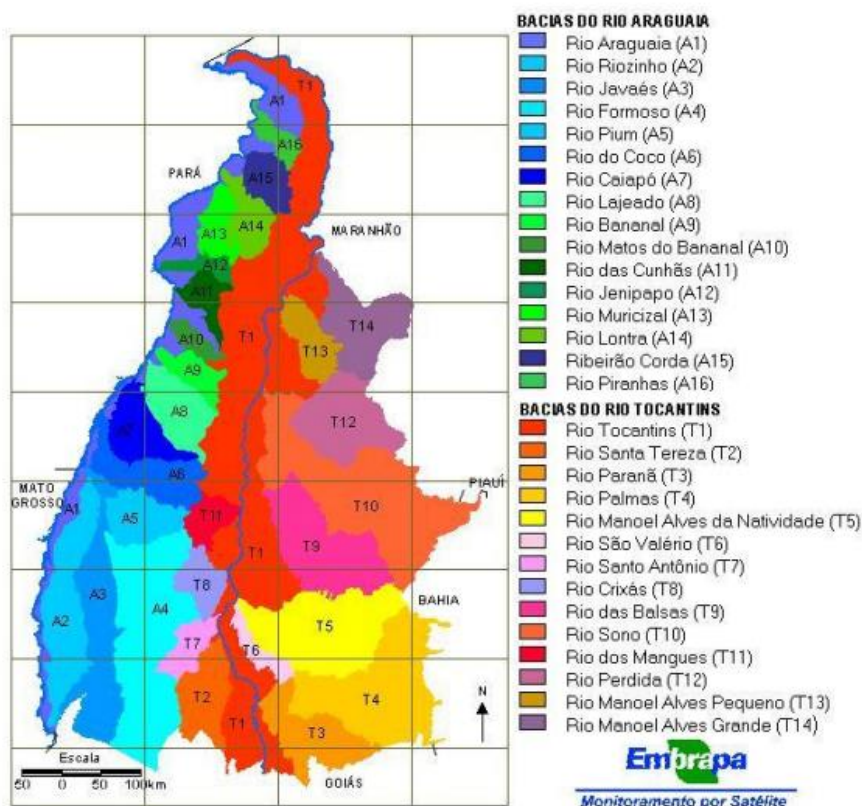 T1
A1
A16
PARÁ
A15
MARANHÃO
A1
A13
A14
A12
A11
T14
T1
A10
T13
A9
A8
T12
A7
A6
MATO
GROSSO
PIAUÍ
A1
T10
A5
T11
T9
T1
T8
A3
A4
BAHIA
A2
T5
T7
T6
T2
T4
N
T1
T3
Escala
50 0 50 100km
GOIÁS
BACIAS DO RIO ARAGUAIA
Rio Araguaia (A1)
Rio Riozinho (A2)
Rio Javaés (A3)
Rio Formoso (A4)
Rio Pium (A5)
Rio do Coco (A6)
Rio Caiapó (A7)
Rio Lajeado (A8)
Rio Bananal (A9)
Rio Matos do Bananal (A10)
Rio das Cunhãs (A11)
Rio Jenipapo (A12)
Rio Muricizal (A13)
Rio Lontra (A14)
Ribeirão Corda (A15)
Rio Piranhas (A16)
BACIAS DO RIO TOCANTINS
Rio Tocantins (T1)
Rio Santa Tereza (T2)
Rio Paranã (T3)
Rio Palmas (T4)
Rio Manoel Alves da Natividade (T5)
Rio São Valério (T6)
Rio Santo Antônio (T7)
Rio Crixás (T8)
Rio das Balsas (T9)
Rio Sono (T10)
Rio dos Mangues (T11)
Rio Perdida (T12)
Rio Manoel Alves Pequeno (T13)
Rio Manoel Alves Grande (T14)
Embrapa
Monitoramento por Satélite